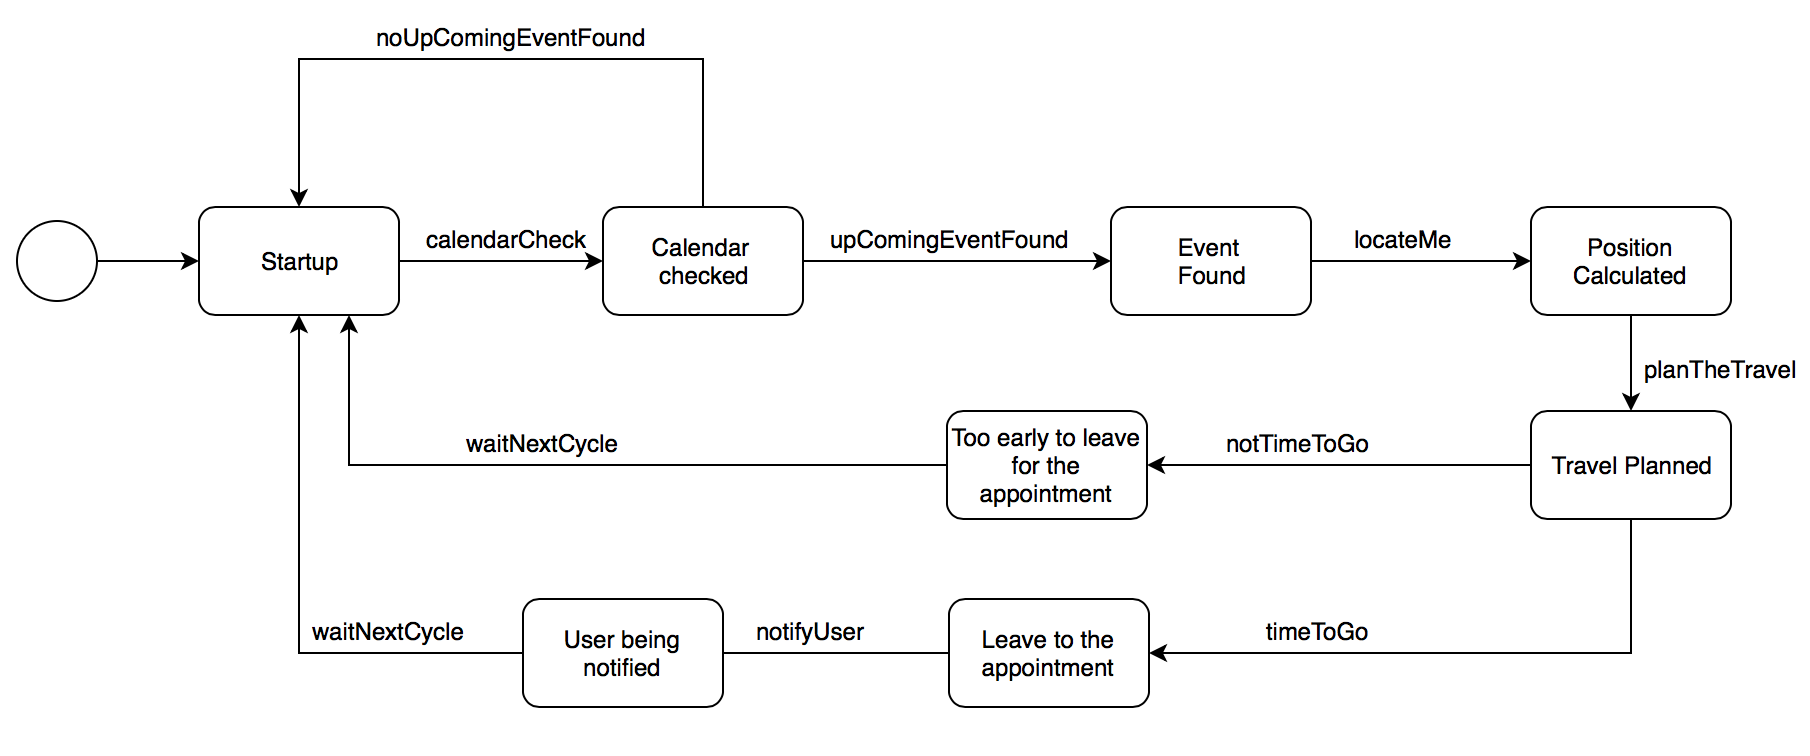 noUpComingEventFound
Startup
calendarCheck
Calendar
checked
upComingEventFound
Event
Found
locateMe
Position
Calculated
planTheTravel
waitNextCycle
Too early to leave
for the
appointment
notTimeToGo
Travel Planned
waitNextCycle
User being
notified
notifyUser
Leave to the
appointment
timeToGo